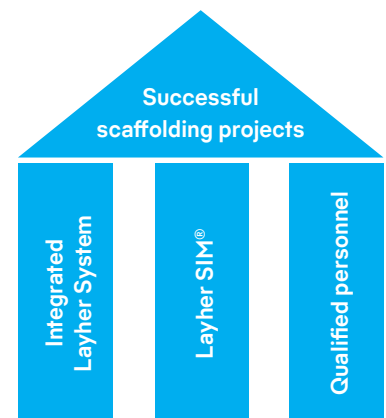 Successful
scaffolding projects
Integrated
Layher System
Layher SIM®
Qualified personnel